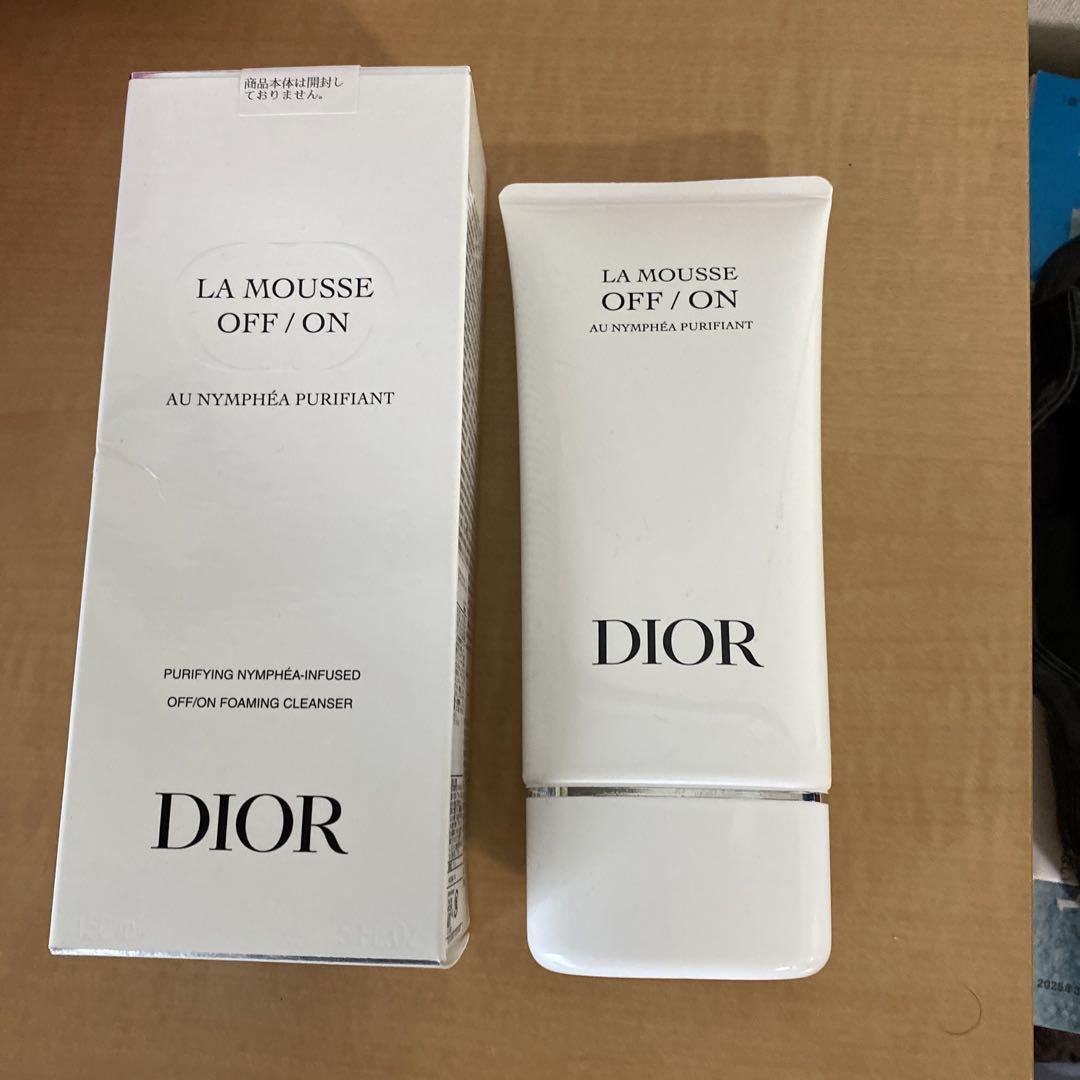 商品本体は開封し
ておりません。
LA MOUSSE
OFF / ON
AU NYMPHÉA PURIFIANT
PURIFYING NYMPHÉA-INFUSED
OFF/ON FOAMING CLEANSER
DIOR
LA MOUSSE
OFF / ON
AU NYMPHÉA PURIFIANT
DIOR